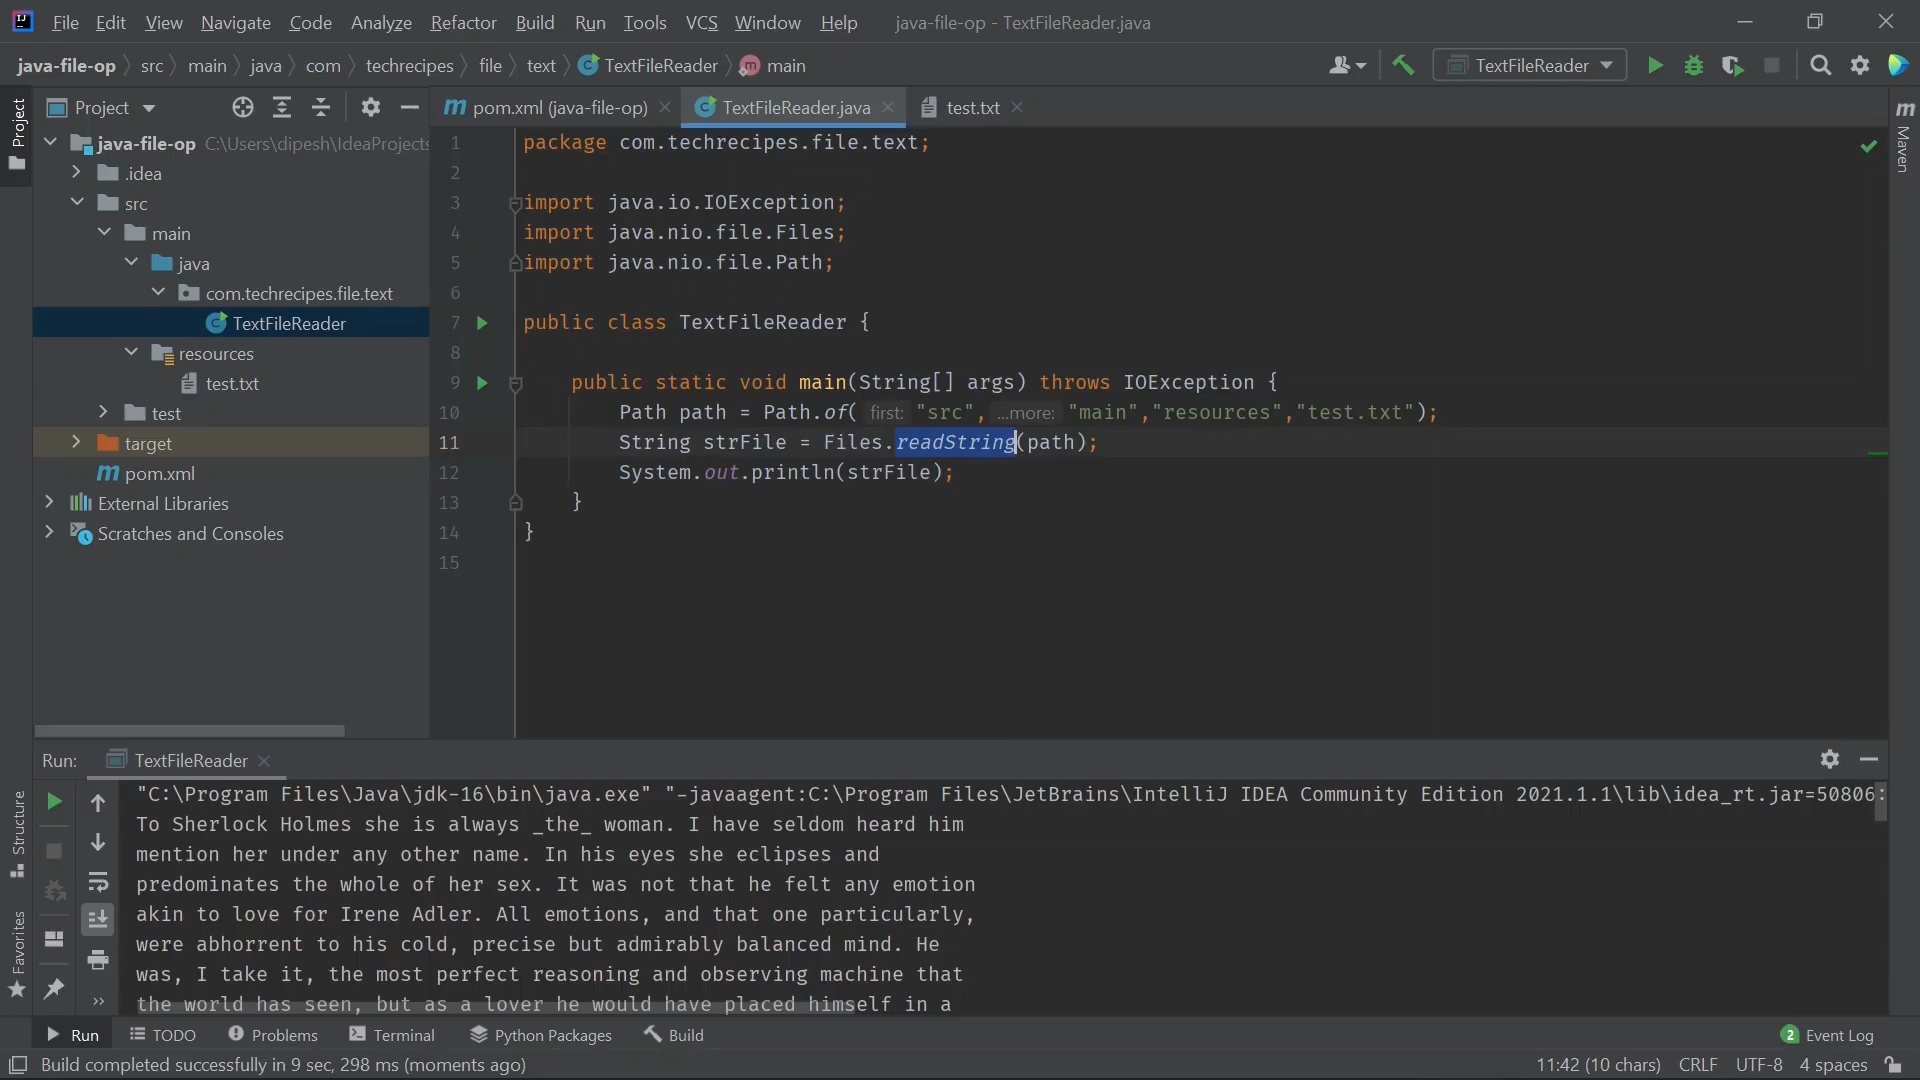 File Edit View Navigate Code Analyze Refactor Build Run Tools VCS Window Help java-file-op - TextFileReader.java
java-file-op src main java com techrecipes file text TextFileReader main TextFileReader
Project
pom.xml (java-file-op) TextFileReader.java test.txt
Project
Maven
java-file-op C:\Users\dipesh\IdeaProjects
.idea
src
main
java
com.techrecipes.file.text
TextFileReader
resources
test.txt
test
target
pom.xml
External Libraries
Scratches and Consoles
1 package com.techrecipes.file.text;
2
3 import java.io.IOException;
4 import java.nio.file.Files;
5 import java.nio.file.Path;
6
7 public class TextFileReader {
8
9 public static void main(String[] args) throws IOException {
10 Path path = Path.of( first: "src", ...more: "main","resources","test.txt");
11 String strFile = Files.readString(path);
12 System.out.println(strFile);
13 }
14 }
15
Run: TextFileReader
"C:\Program Files\Java\jdk-16\bin\java.exe" "-javaagent:C:\Program Files\JetBrains\IntelliJ IDEA Community Edition 2021.1.1\lib\idea_rt.jar=50806:
To Sherlock Holmes she is always _the_ woman. I have seldom heard him
mention her under any other name. In his eyes she eclipses and
predominates the whole of her sex. It was not that he felt any emotion
akin to love for Irene Adler. All emotions, and that one particularly,
were abhorrent to his cold, precise but admirably balanced mind. He
was, I take it, the most perfect reasoning and observing machine that
the world has seen, but as a lover he would have placed himself in a
Structure
Favorites
Run TODO Problems Terminal Python Packages Build 2 Event Log
Build completed successfully in 9 sec, 298 ms (moments ago) 11:42 (10 chars) CRLF UTF-8 4 spaces